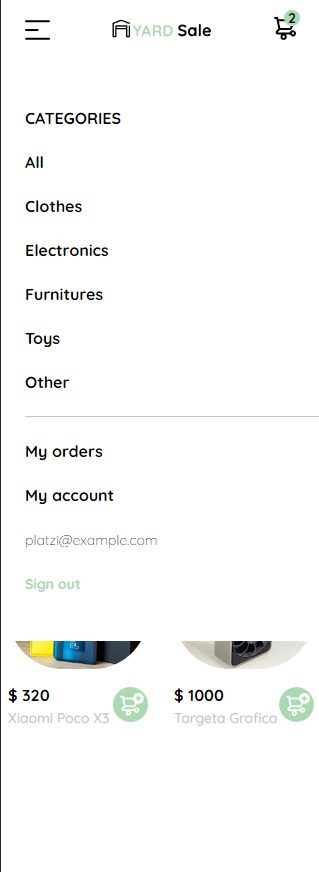 YARD Sale
2
CATEGORIES
All
Clothes
Electronics
Furnitures
Toys
Other
My orders
My account
platzi@example.com
Sign out
$ 320
Xiaomi Poco X3
$ 1000
Targeta Grafica